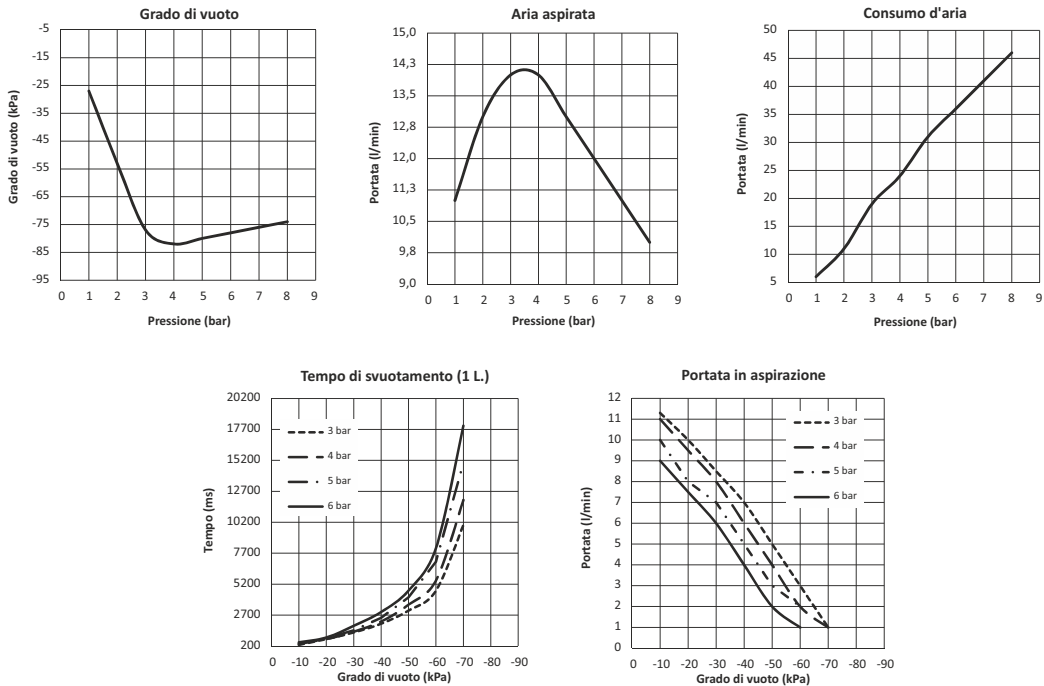 Grado di vuoto
Grado di vuoto (kPa)
-5
-15
-25
-35
-45
-55
-65
-75
-85
-95
0 1 2 3 4 5 6 7 8 9
Pressione (bar)
Aria aspirata
Portata (l/min)
15,0
14,3
13,5
12,8
12,0
11,3
10,5
9,8
9,0
0 1 2 3 4 5 6 7 8 9
Pressione (bar)
Consumo d'aria
Portata (l/min)
50
45
40
35
30
25
20
15
10
5
0 1 2 3 4 5 6 7 8 9
Pressione (bar)
Tempo di svuotamento (1 L.)
Tempo (ms)
20200
17700
15200
12700
10200
7700
5200
2700
200
3 bar
4 bar
5 bar
6 bar
0 -10 -20 -30 -40 -50 -60 -70 -80 -90
Grado di vuoto (kPa)
Portata in aspirazione
Portata (l/min)
12
11
10
9
8
7
6
5
4
3
2
1
0
3 bar
4 bar
5 bar
6 bar
0 -10 -20 -30 -40 -50 -60 -70 -80 -90
Grado di vuoto (kPa)